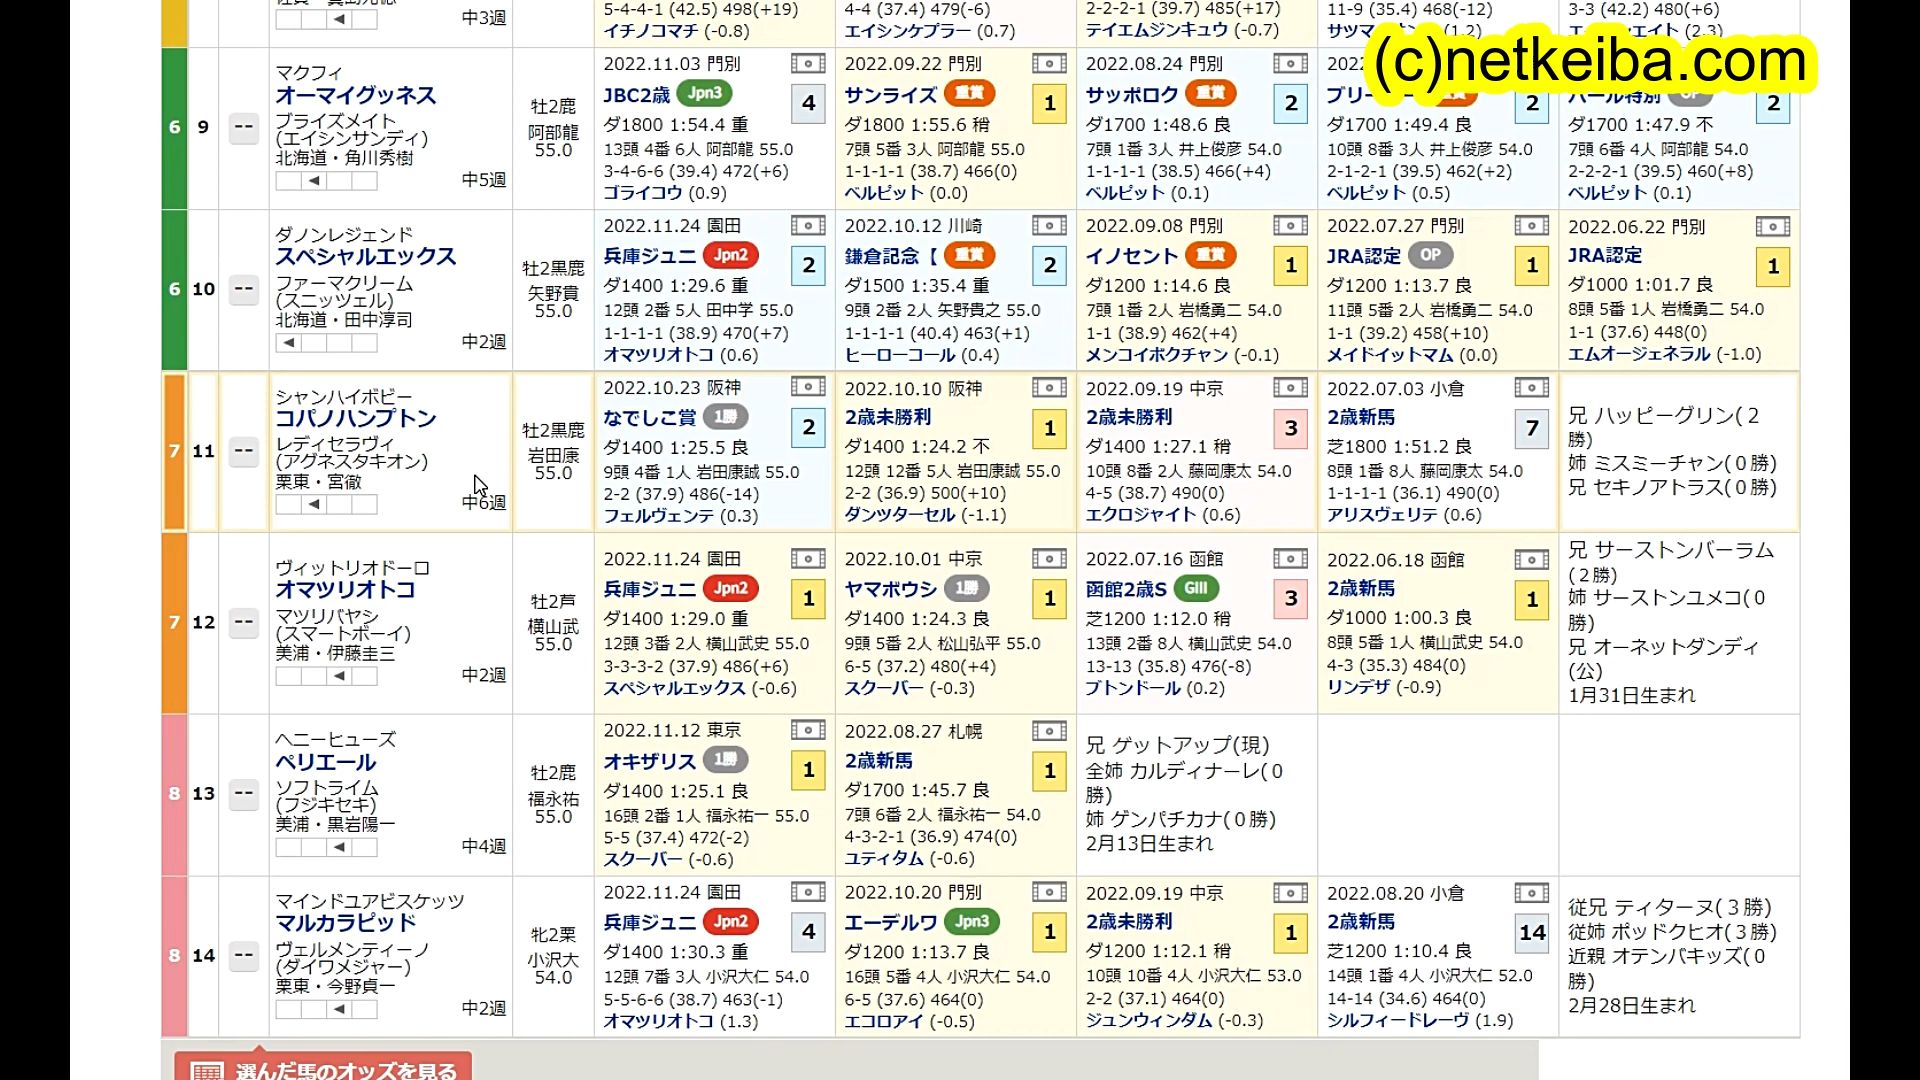 (c)netkeiba.com
中3週
5-4-4-1 (42.5) 498(+19)
イチノコマチ (-0.8)
4-4 (37.4) 479(-6)
エイシンケプラー (0.7)
2-2-2-1 (39.7) 485(+17)
テイエムジンキュウ (-0.7)
11-9 (35.4) 468(-12)
3-3 (42.2) 480(+6)
6 9 --
マクフィ
オーマイグッネス
ブライズメイト
(エイシンサンディ)
北海道・角川秀樹
中5週
牡2鹿
阿部龍
55.0
2022.11.03 門別
JBC2歳 Jpn3 4
ダ1800 1:54.4 重
13頭 4番 6人 阿部龍 55.0
3-4-6-6 (39.4) 472(+6)
ゴライコウ (0.9)
2022.09.22 門別
サンライズ 重賞 1
ダ1800 1:55.6 稍
7頭 5番 3人 阿部龍 55.0
1-1-1-1 (38.7) 466(0)
ベルピット (0.0)
2022.08.24 門別
サッポロク 重賞 2
ダ1700 1:48.6 良
7頭 1番 3人 井上俊彦 54.0
1-1-1-1 (38.5) 466(+4)
ベルピット (0.1)
2
ダ1700 1:49.4 良
10頭 8番 3人 井上俊彦 54.0
2-1-2-1 (39.5) 462(+2)
ベルピット (0.5)
2
ダ1700 1:47.9 不
7頭 6番 4人 阿部龍 54.0
2-2-2-1 (39.5) 460(+8)
ベルピット (0.1)
6 10 --
ダノンレジェンド
スペシャルエックス
ファーマクリーム
(スニッツェル)
北海道・田中淳司
中2週
牡2黒鹿
矢野貴
55.0
2022.11.24 園田
兵庫ジュニ Jpn2 2
ダ1400 1:29.6 重
12頭 2番 5人 田中学 55.0
1-1-1-1 (38.9) 470(+7)
オマツリオトコ (0.6)
2022.10.12 川崎
鎌倉記念【 重賞 2
ダ1500 1:35.4 重
9頭 2番 2人 矢野貴之 55.0
1-1-1-1 (40.4) 463(+1)
ヒーローコール (0.4)
2022.09.08 門別
イノセント 重賞 1
ダ1200 1:14.6 良
7頭 1番 2人 岩橋勇二 54.0
1-1 (38.9) 462(+4)
メンコイボクチャン (-0.1)
2022.07.27 門別
JRA認定 OP 1
ダ1200 1:13.7 良
11頭 5番 2人 岩橋勇二 54.0
1-1 (39.2) 458(+10)
メイドイットマム (0.0)
2022.06.22 門別
JRA認定 1
ダ1000 1:01.7 良
8頭 5番 1人 岩橋勇二 54.0
1-1 (37.6) 448(0)
エムオージェネラル (-1.0)
7 11 --
シャンハイボビー
コパノハンプトン
レディセラヴィ
(アグネスタキオン)
栗東・宮徹
中6週
牡2黒鹿
岩田康
55.0
2022.10.23 阪神
なでしこ賞 1勝 2
ダ1400 1:25.5 良
9頭 4番 1人 岩田康誠 55.0
2-2 (37.9) 486(-14)
フェルヴェンテ (0.3)
2022.10.10 阪神
2歳未勝利 1
ダ1400 1:24.2 不
12頭 12番 5人 岩田康誠 55.0
2-2 (36.9) 500(+10)
ダンツターセル (-1.1)
2022.09.19 中京
2歳未勝利 3
ダ1400 1:27.1 稍
10頭 8番 2人 藤岡康太 54.0
4-5 (38.7) 490(0)
エクロジャイト (0.6)
2022.07.03 小倉
2歳新馬 7
芝1800 1:51.2 良
8頭 1番 8人 藤岡康太 54.0
1-1-1-1 (36.1) 490(0)
アリスヴェリテ (0.6)
兄 ハッピーグリン(２
勝)
姉 ミスミーチャン(０勝)
兄 セキノアトラス(０勝)
7 12 --
ヴィットリオドーロ
オマツリオトコ
マツリバヤシ
(スマートボーイ)
美浦・伊藤圭三
中2週
牡2芦
横山武
55.0
2022.11.24 園田
兵庫ジュニ Jpn2 1
ダ1400 1:29.0 重
12頭 3番 2人 横山武史 55.0
3-3-3-2 (37.9) 486(+6)
スペシャルエックス (-0.6)
2022.10.01 中京
ヤマボウシ 1勝 1
ダ1400 1:24.3 良
9頭 5番 2人 松山弘平 55.0
6-5 (37.2) 480(+4)
スクーバー (-0.3)
2022.07.16 函館
函館2歳S GIII 3
芝1200 1:12.0 稍
13頭 2番 8人 横山武史 54.0
13-13 (35.8) 476(-8)
ブトンドール (0.2)
2022.06.18 函館
2歳新馬 1
ダ1000 1:00.3 良
8頭 5番 1人 横山武史 54.0
4-3 (35.3) 484(0)
リンデザ (-0.9)
兄 サーストンバーラム
(２勝)
姉 サーストンユメコ(０
勝)
兄 オーネットダンディ
(公)
1月31日生まれ
8 13 --
ヘニーヒューズ
ペリエール
ソフトライム
(フジキセキ)
美浦・黒岩陽一
中4週
牡2鹿
福永祐
55.0
2022.11.12 東京
オキザリス 1勝 1
ダ1400 1:25.1 良
16頭 2番 1人 福永祐一 55.0
5-5 (37.4) 472(-2)
スクーバー (-0.6)
2022.08.27 札幌
2歳新馬 1
ダ1700 1:45.7 良
7頭 6番 2人 福永祐一 54.0
4-3-2-1 (36.9) 474(0)
ユティタム (-0.6)
兄 ゲットアップ(現)
全姉 カルディナーレ(０
勝)
姉 ゲンパチカナ(０勝)
2月13日生まれ
8 14 --
マインドユアビスケッツ
マルカラピッド
ヴェルメンティーノ
(ダイワメジャー)
栗東・今野貞一
中2週
牝2栗
小沢大
54.0
2022.11.24 園田
兵庫ジュニ Jpn2 4
ダ1400 1:30.3 重
12頭 7番 3人 小沢大仁 54.0
5-5-6-6 (38.7) 463(-1)
オマツリオトコ (1.3)
2022.10.20 門別
エーデルワ Jpn3 1
ダ1200 1:13.7 良
16頭 5番 4人 小沢大仁 54.0
6-5 (37.6) 464(0)
エコロアイ (-0.5)
2022.09.19 中京
2歳未勝利 1
ダ1200 1:12.1 稍
10頭 10番 4人 小沢大仁 53.0
2-2 (37.1) 464(0)
ジュンウィンダム (-0.3)
2022.08.20 小倉
2歳新馬 14
芝1200 1:10.4 良
14頭 1番 4人 小沢大仁 52.0
14-14 (34.6) 464(0)
シルフィードレーヴ (1.9)
従兄 ティターヌ(３勝)
従姉 ポッドクヒオ(３勝)
近親 オテンバキッズ(０
勝)
2月28日生まれ
選んだ馬のオッズを見る